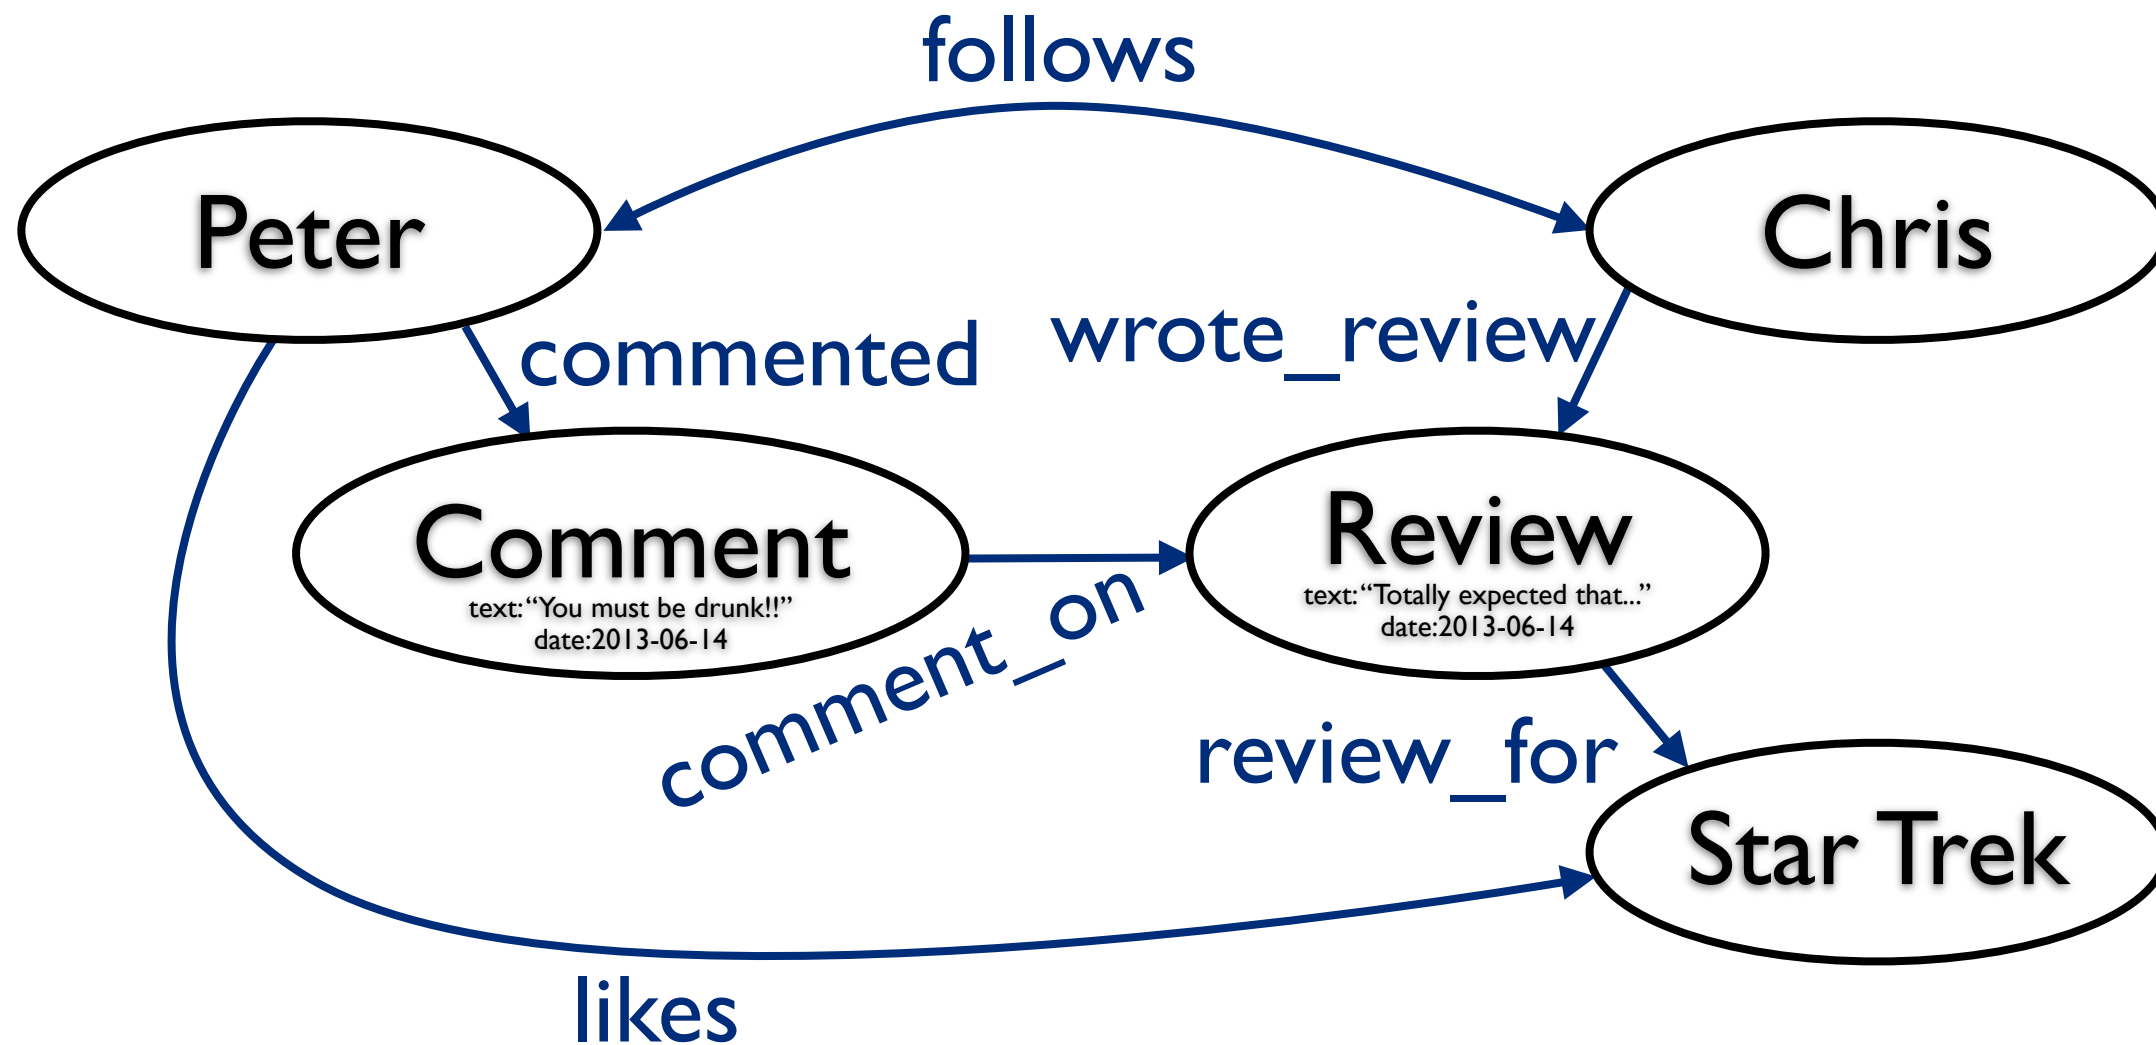 follows
Peter
Chris
commented
wrote_review
Comment
text:“You must be drunk!!”
date:2013-06-14
Review
text:“Totally expected that...”
date:2013-06-14
comment_on
review_for
Star Trek
likes